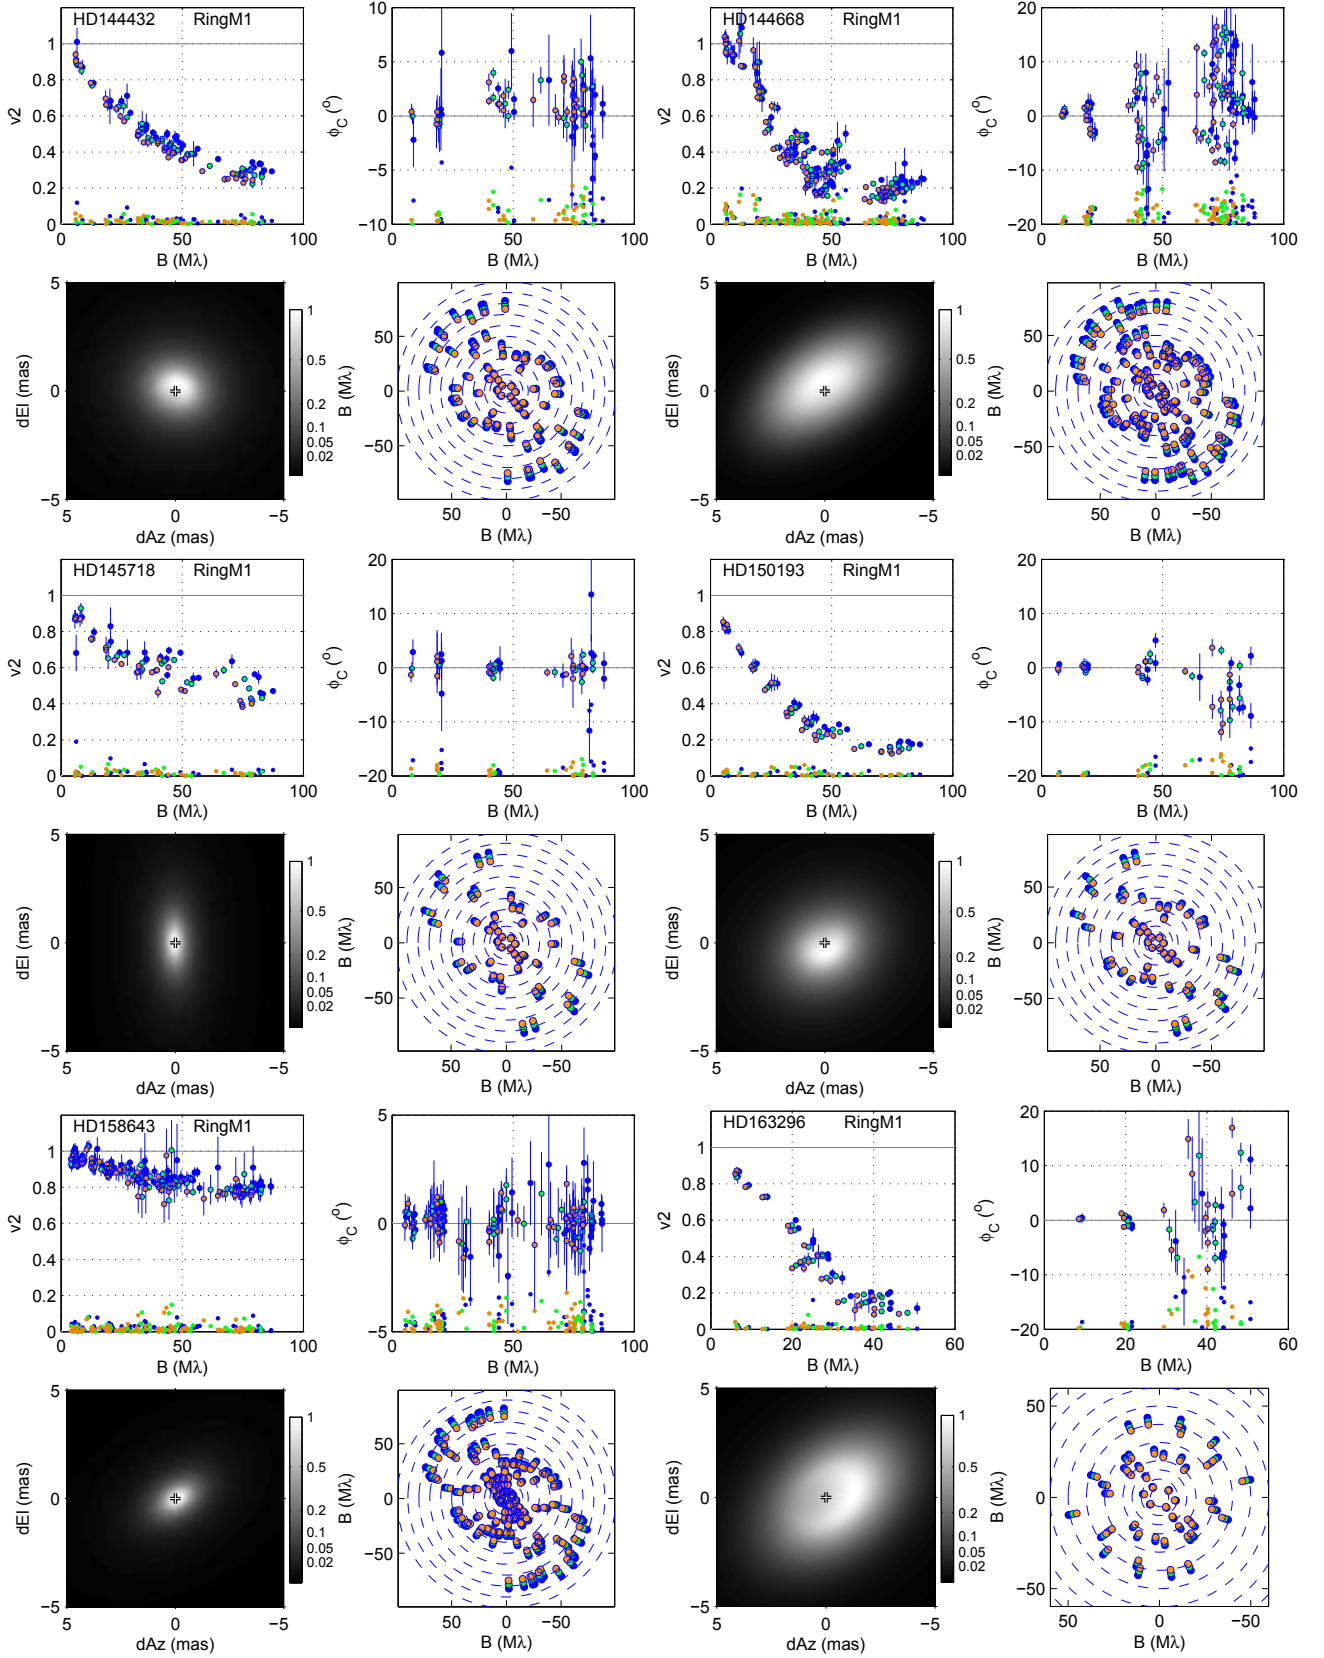 HD144432 RingM1
1
0.8
0.6
0.4
0.2
0
v2
0 50 100
B (Mλ)
10
5
0
−5
−10
ϕC (o)
0 50 100
B (Mλ)
HD144668 RingM1
1
0.8
0.6
0.4
0.2
0
v2
0 50 100
B (Mλ)
20
10
0
−10
−20
ϕC (o)
0 50 100
B (Mλ)
5
0
−5
dEl (mas)
5 0 −5
dAz (mas)
1
0.5
0.2
0.1
0.05
0.02
50
0
−50
B (Mλ)
50 0 −50
B (Mλ)
5
0
−5
dEl (mas)
5 0 −5
dAz (mas)
1
0.5
0.2
0.1
0.05
0.02
50
0
−50
B (Mλ)
50 0 −50
B (Mλ)
HD145718 RingM1
1
0.8
0.6
0.4
0.2
0
v2
0 50 100
B (Mλ)
20
10
0
−10
−20
ϕC (o)
0 50 100
B (Mλ)
HD150193 RingM1
1
0.8
0.6
0.4
0.2
0
v2
0 50 100
B (Mλ)
20
10
0
−10
−20
ϕC (o)
0 50 100
B (Mλ)
5
0
−5
dEl (mas)
5 0 −5
dAz (mas)
1
0.5
0.2
0.1
0.05
0.02
50
0
−50
B (Mλ)
50 0 −50
B (Mλ)
5
0
−5
dEl (mas)
5 0 −5
dAz (mas)
1
0.5
0.2
0.1
0.05
0.02
50
0
−50
B (Mλ)
50 0 −50
B (Mλ)
HD158643 RingM1
1
0.8
0.6
0.4
0.2
0
v2
0 50 100
B (Mλ)
5
0
−5
ϕC (o)
0 50 100
B (Mλ)
HD163296 RingM1
1
0.8
0.6
0.4
0.2
0
v2
0 20 40 60
B (Mλ)
20
10
0
−10
−20
ϕC (o)
0 20 40 60
B (Mλ)
5
0
−5
dEl (mas)
5 0 −5
dAz (mas)
1
0.5
0.2
0.1
0.05
0.02
50
0
−50
B (Mλ)
50 0 −50
B (Mλ)
5
0
−5
dEl (mas)
5 0 −5
dAz (mas)
1
0.5
0.2
0.1
0.05
0.02
50
0
−50
B (Mλ)
50 0 −50
B (Mλ)